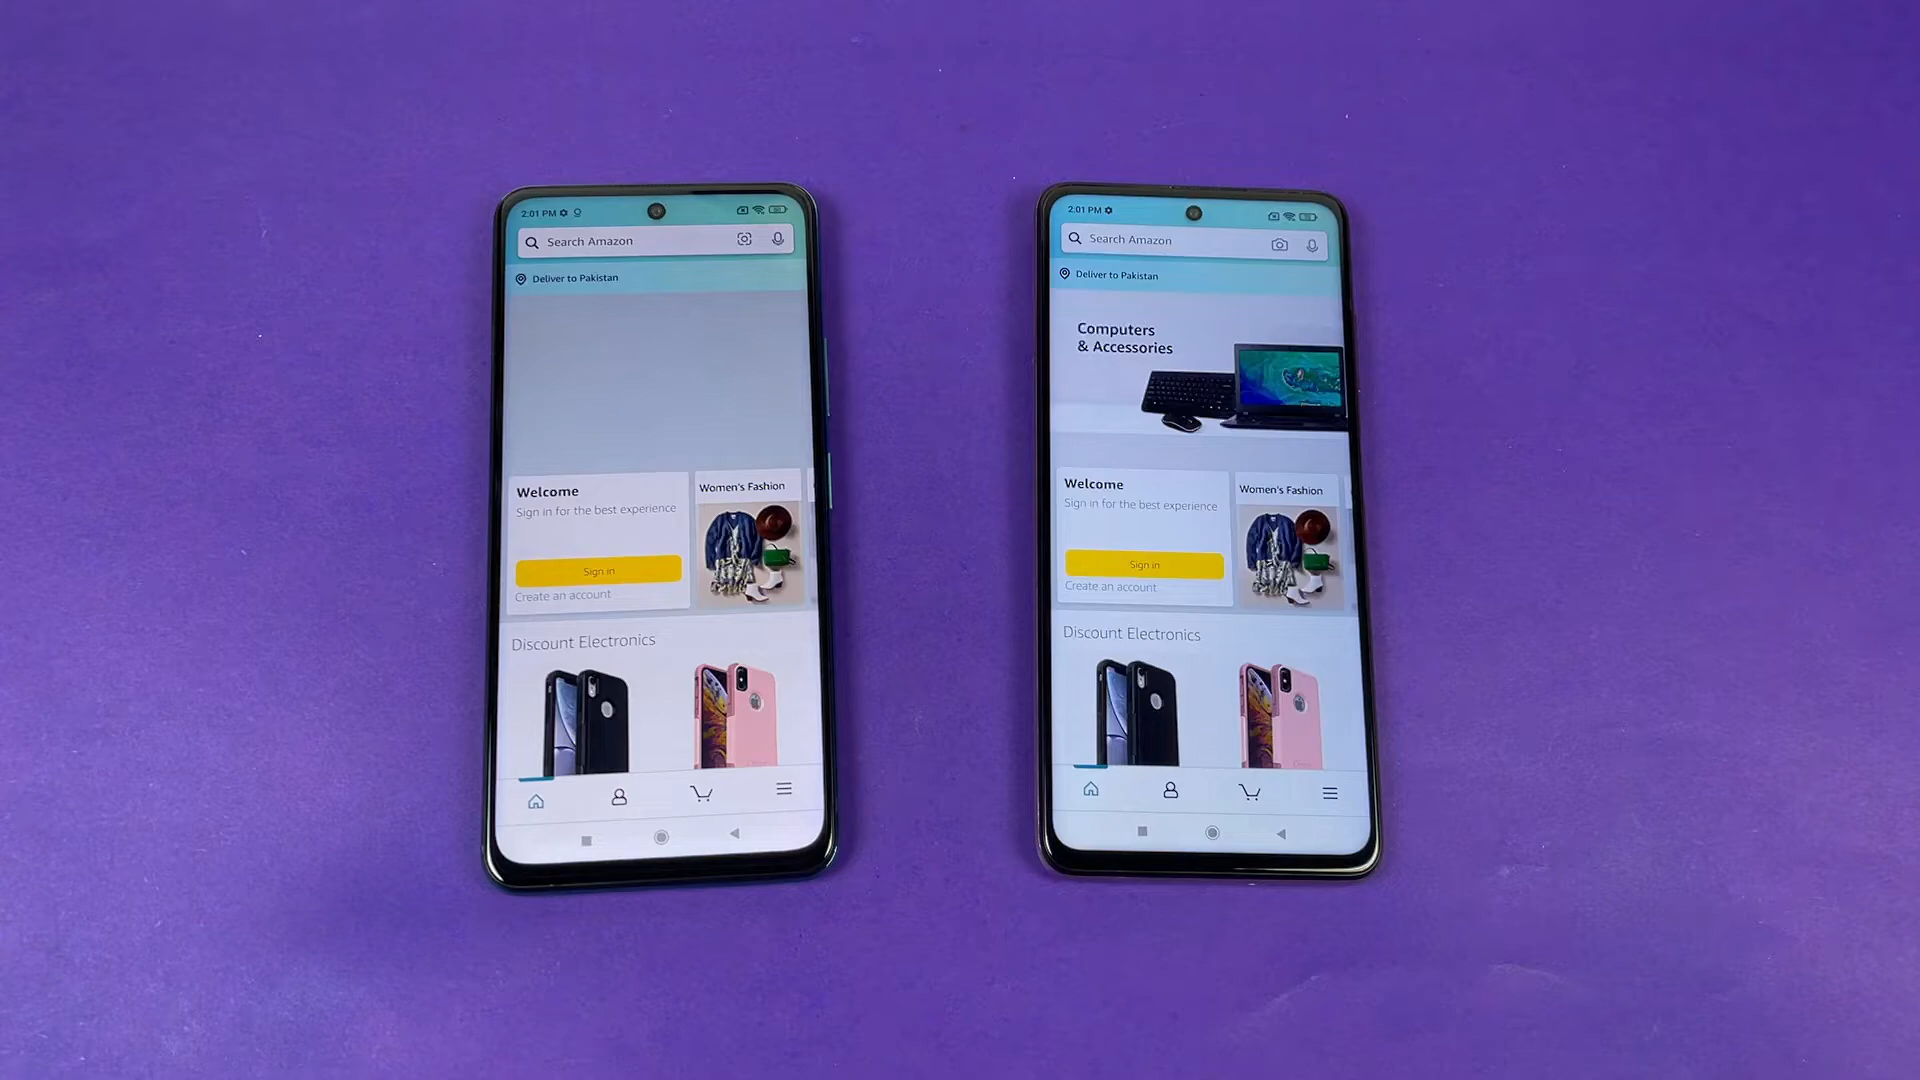 2:01 PM
Search Amazon
Deliver to Pakistan
Welcome
Sign in for the best experience
Sign in
Create an account
Women's Fashion
Discount Electronics
2:01 PM
Search Amazon
Deliver to Pakistan
Computers
& Accessories
Welcome
Sign in for the best experience
Sign in
Create an account
Women's Fashion
Discount Electronics